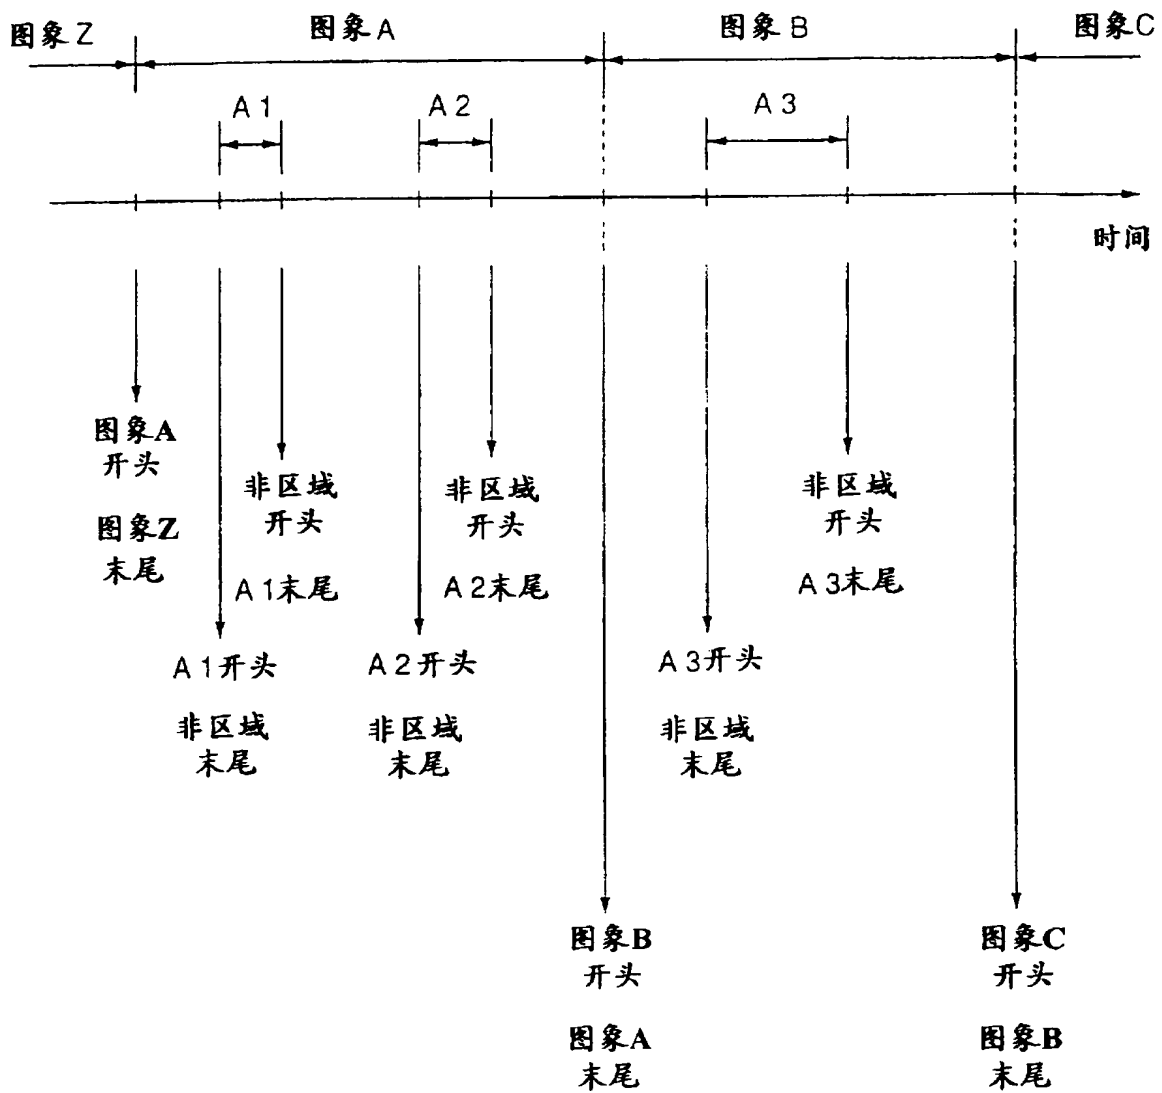 图象Z
图象A
图象B
图象C
A1
A2
A3
时间
图象A
开头
图象Z
末尾
非区域
开头
A1末尾
非区域
开头
A2末尾
非区域
开头
A3末尾
A1开头
非区域
末尾
A2开头
非区域
末尾
A3开头
非区域
末尾
图象B
开头
图象A
末尾
图象C
开头
图象B
末尾